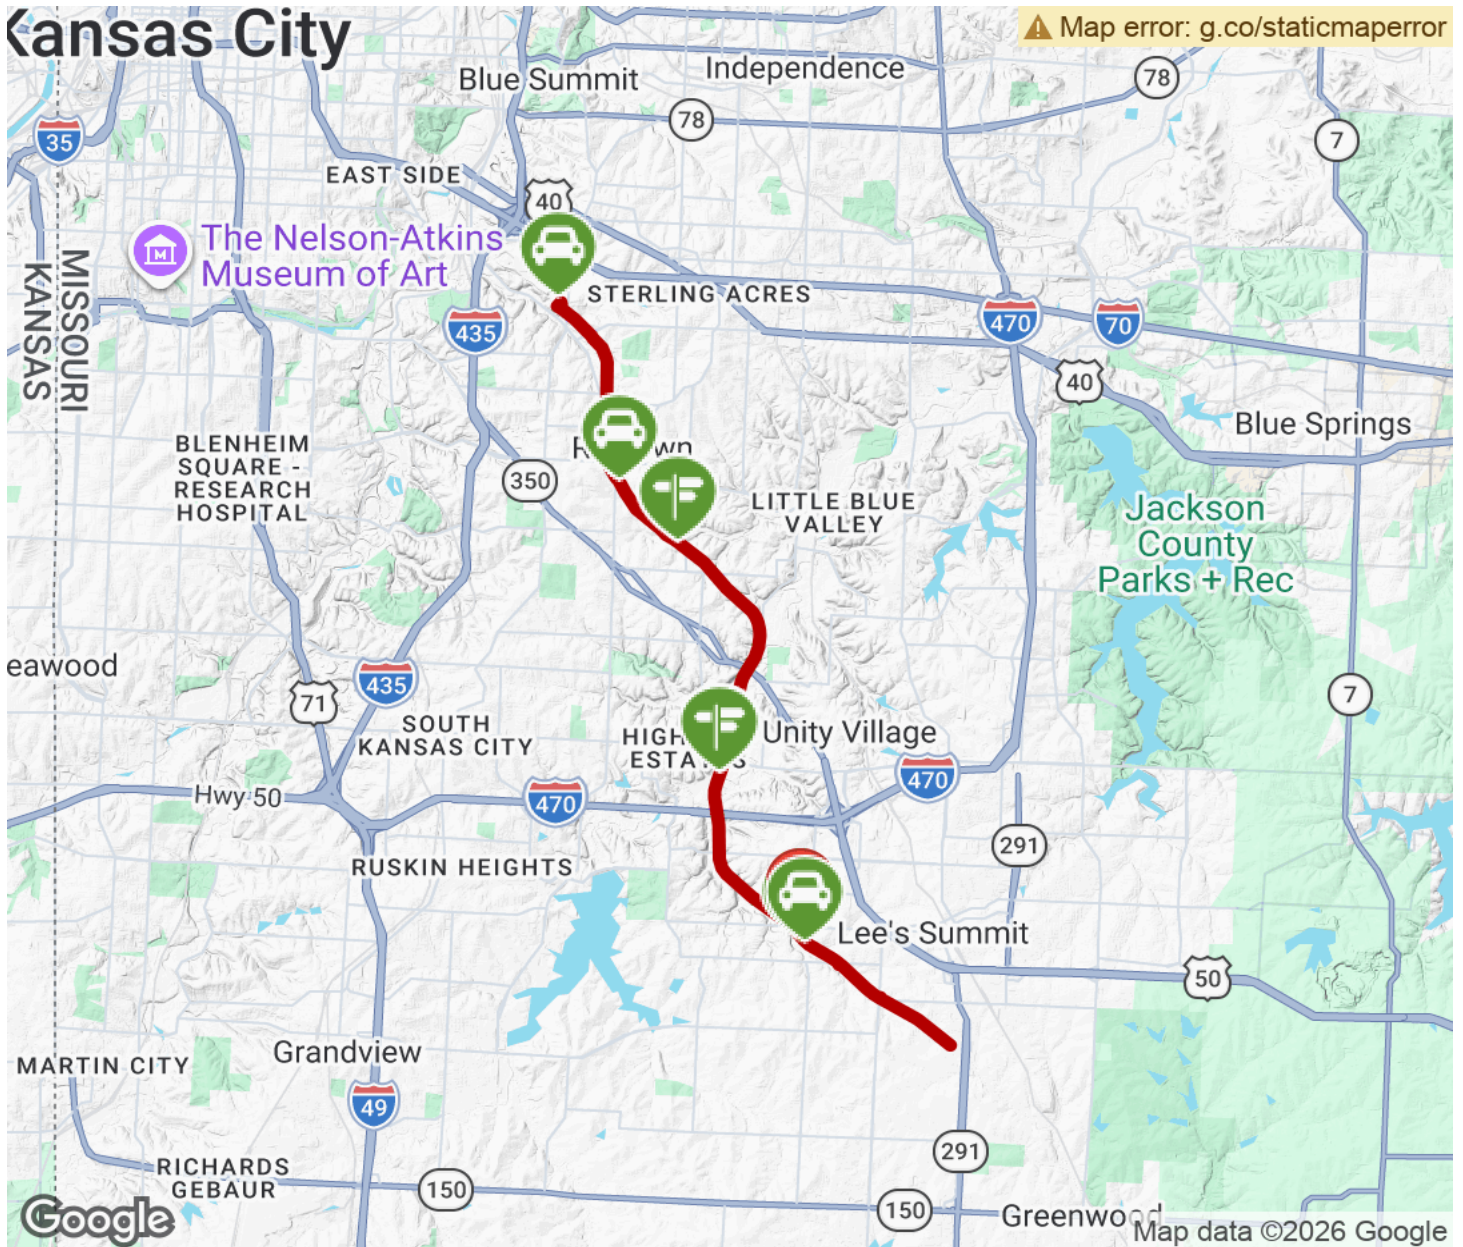 Kansas City
Map error: g.co/staticmaperror
Blue Summit
Independence
78
78
7
35
EAST SIDE
40
The Nelson-Atkins
Museum of Art
MISSOURI
KANSAS
STERLING ACRES
435
470
70
40
Blue Springs
BLENHEIM
SQUARE -
RESEARCH
HOSPITAL
350
LITTLE BLUE
VALLEY
Jackson
County
Parks + Rec
eawood
435
71
7
SOUTH
KANSAS CITY
Unity Village
470
Hwy 50
470
291
RUSKIN HEIGHTS
Lee's Summit
50
Grandview
MARTIN CITY
49
291
RICHARDS
GEBAUR
150
150
Greenwood
Google
Map data ©2026 Google